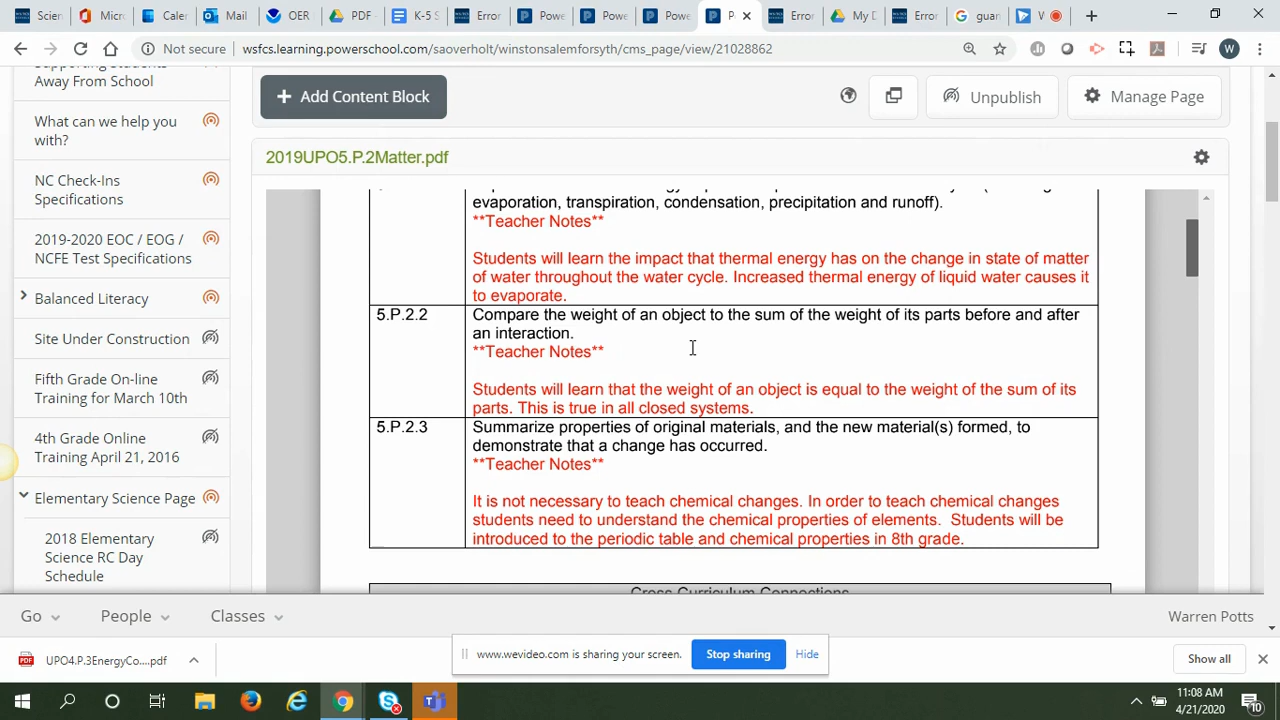 Scien
Micro
Caler
Mail
OER
PDF
K-5 S
Error
Powe
Powe
Powe
P
Error
My D
Error
guan
W
Not secure
wsfcs.learning.powerschool.com/saoverholt/winstonsalemforsyth/cms_page/view/21028862
W
Supporting Students
Away From School
What can we help you
with?
NC Check-Ins
Specifications
2019-2020 EOC / EOG /
NCFE Test Specifications
Balanced Literacy
Site Under Construction
Fifth Grade On-line
Training for March 10th
4th Grade Online
Training April 21, 2016
Elementary Science Page
2018 Elementary
Science RC Day
Schedule
+ Add Content Block
Unpublish
Manage Page
2019UPO5.P.2Matter.pdf
evaporation, transpiration, condensation, precipitation and runoff).
**Teacher Notes**
Students will learn the impact that thermal energy has on the change in state of matter
of water throughout the water cycle. Increased thermal energy of liquid water causes it
to evaporate.
5.P.2.2
Compare the weight of an object to the sum of the weight of its parts before and after
an interaction.
**Teacher Notes**
Students will learn that the weight of an object is equal to the weight of the sum of its
parts. This is true in all closed systems.
5.P.2.3
Summarize properties of original materials, and the new material(s) formed, to
demonstrate that a change has occurred.
**Teacher Notes**
It is not necessary to teach chemical changes. In order to teach chemical changes
students need to understand the chemical properties of elements. Students will be
introduced to the periodic table and chemical properties in 8th grade.
Cross Curriculum Connections
Go
People
Classes
Warren Potts
UPO4.P.3EnergyCo....pdf
www.wevideo.com is sharing your screen.
Stop sharing
Hide
Show all
11:08 AM
4/21/2020
10